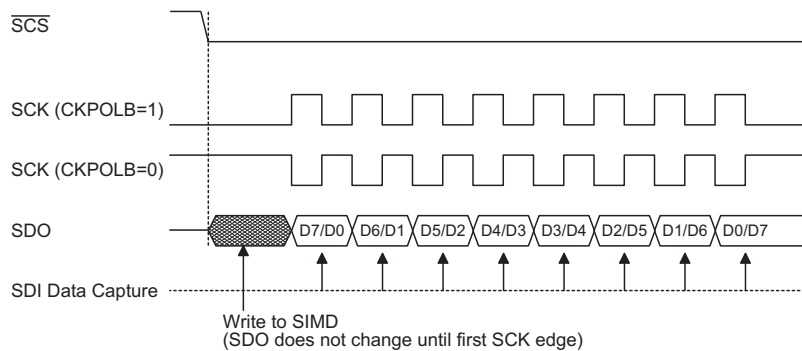 SCS
SCK (CKPOLB=1)
SCK (CKPOLB=0)
SDO
D7/D0 D6/D1 D5/D2 D4/D3 D3/D4 D2/D5 D1/D6 D0/D7
SDI Data Capture
Write to SIMD
(SDO does not change until first SCK edge)